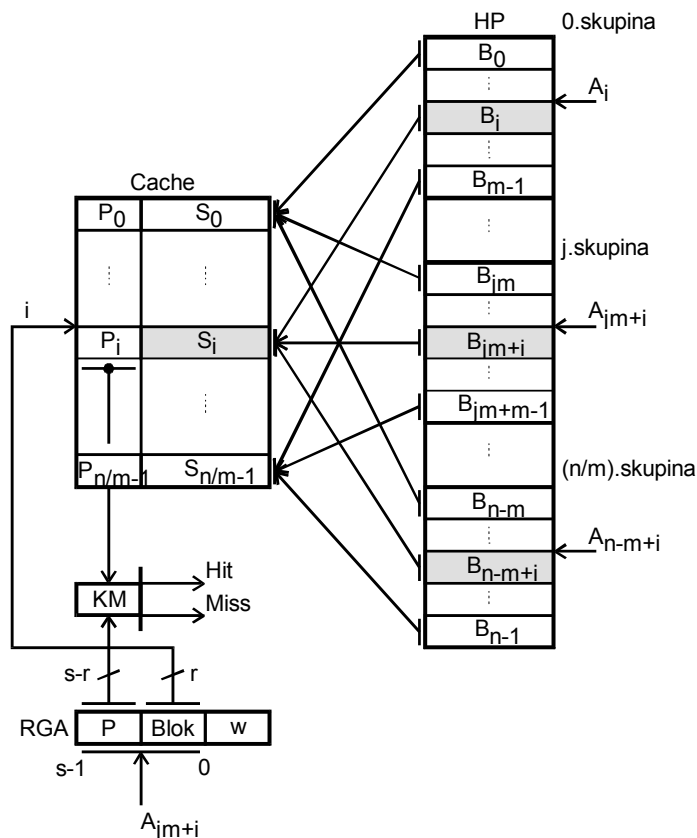 HP 0.skupina
B0
Ai
Bi
Bm-1
Cache
P0 S0
j.skupina
Bjm
i
Ajm+i
Pi Si
Bjm+i
Bjm+m-1
Pn/m-1 Sn/m-1
(n/m).skupina
Bn-m
An-m+i
Bn-m+i
Hit
KM
Miss
Bn-1
s-r r
RGA P Blok w
s-1 0
Ajm+i